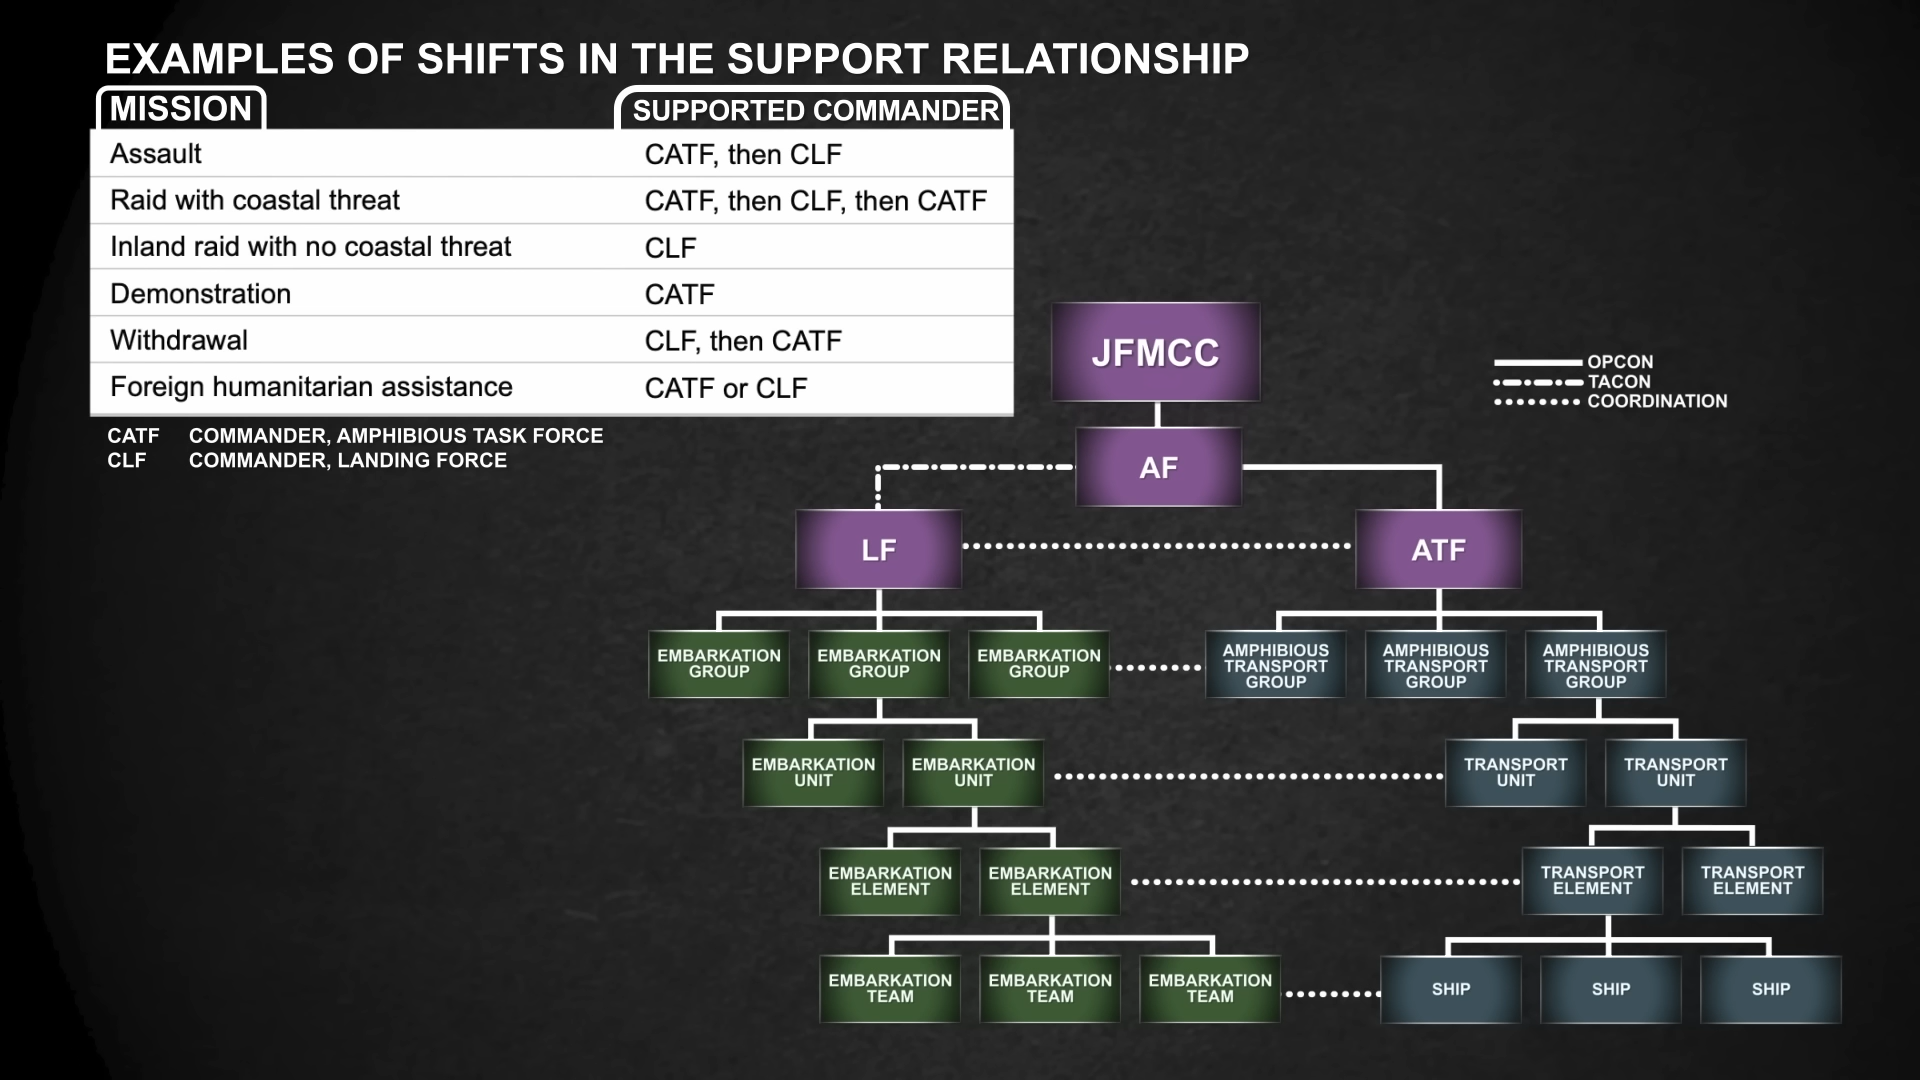 EXAMPLES OF SHIFTS IN THE SUPPORT RELATIONSHIP
MISSION SUPPORTED COMMANDER
Assault CATF, then CLF
Raid with coastal threat CATF, then CLF, then CATF
Inland raid with no coastal threat CLF
Demonstration CATF
Withdrawal CLF, then CATF
Foreign humanitarian assistance CATF or CLF
CATF COMMANDER, AMPHIBIOUS TASK FORCE
CLF COMMANDER, LANDING FORCE
JFMCC
OPCON
TACON
COORDINATION
AF
LF
ATF
EMBARKATION
GROUP
EMBARKATION
GROUP
EMBARKATION
GROUP
AMPHIBIOUS
TRANSPORT
GROUP
AMPHIBIOUS
TRANSPORT
GROUP
AMPHIBIOUS
TRANSPORT
GROUP
EMBARKATION
UNIT
EMBARKATION
UNIT
TRANSPORT
UNIT
TRANSPORT
UNIT
EMBARKATION
ELEMENT
EMBARKATION
ELEMENT
TRANSPORT
ELEMENT
TRANSPORT
ELEMENT
EMBARKATION
TEAM
EMBARKATION
TEAM
EMBARKATION
TEAM
SHIP
SHIP
SHIP